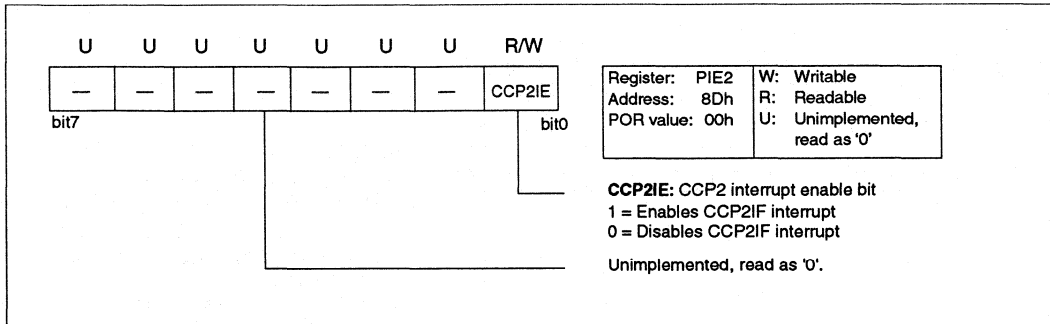 U U U U U U U R/W
— — — — — — — CCP2IE
bit7 bit0
Register: PIE2
Address: 8Dh
POR value: 00h
W: Writable
R: Readable
U: Unimplemented,
read as '0'
CCP2IE: CCP2 interrupt enable bit
1 = Enables CCP2IF interrupt
0 = Disables CCP2IF interrupt
Unimplemented, read as '0'.